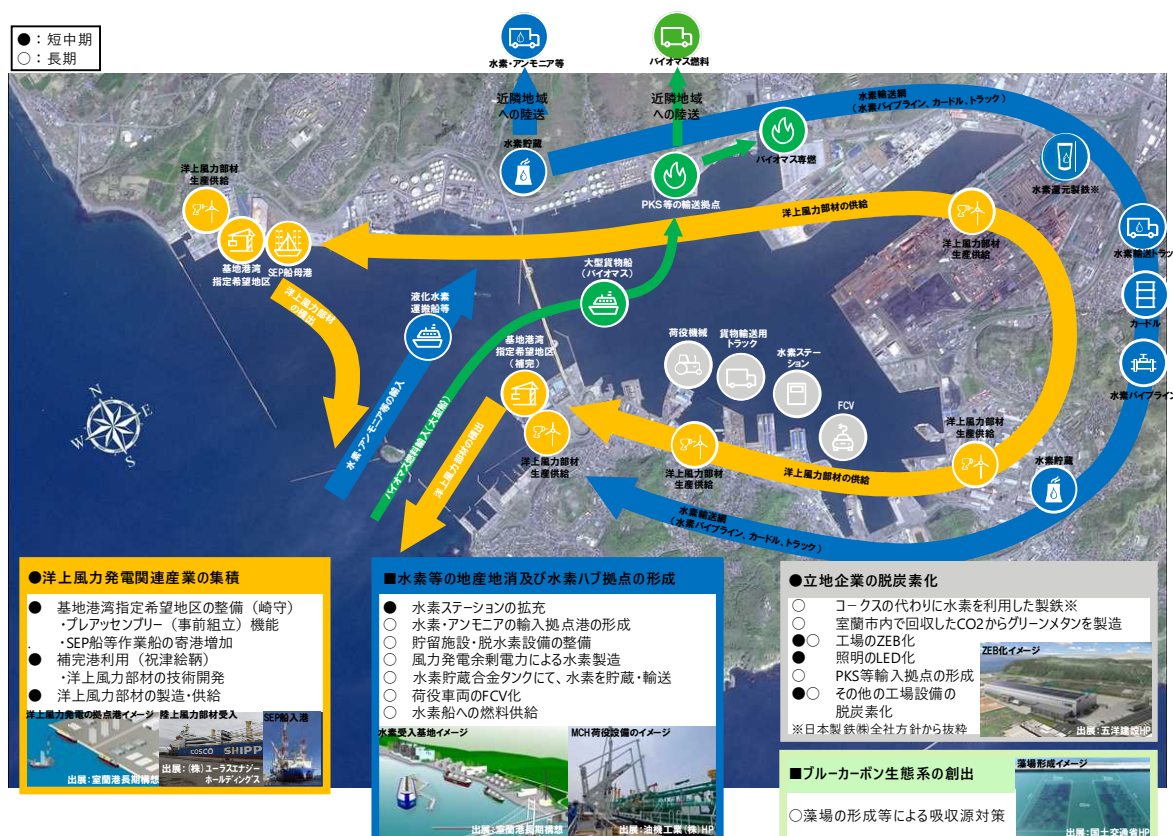 ●：短中期
○：長期
水素・アンモニア等
バイオマス燃料
近隣地域
への陸送
近隣地域
への陸送
水素輸送網
（水素パイプライン、カードル、トラック）
水素貯蔵
バイオマス専燃
PKS等の輸送拠点
水素還元製鉄※
洋上風力部材
生産供給
基地港湾
指定希望地区
SEP船母港
洋上風力部材の供給
洋上風力部材
生産供給
水素輸送トラック
カードル
水素パイプライン
大型貨物船
（バイオマス）
液化水素
運搬船等
洋上風力部材
の積出
基地港湾
指定希望地区
（補完）
荷役機械
貨物輸送用
トラック
水素ステー
ション
FCV
N
E
W
S
水素・アンモニア等の輸入
バイオマス燃料輸入(大型船)
洋上風力部材の積出
洋上風力部材
生産供給
洋上風力部材
生産供給
洋上風力部材の供給
洋上風力部材
生産供給
水素貯蔵
水素輸送網
（水素パイプライン、カードル、トラック）
●洋上風力発電関連産業の集積
● 基地港湾指定希望地区の整備（崎守）
・プレアッセンブリー（事前組立）機能
・SEP船等作業船の寄港増加
● 補完港利用（祝津絵鞆）
・洋上風力部材の技術開発
● 洋上風力部材の製造・供給
洋上風力発電の拠点港イメージ
陸上風力部材受入
SEP船入港
COSCO SHIPP
出展：室蘭港長期構想
出展：（株）ユーラスエナジー
ホールディングス
■水素等の地産地消及び水素ハブ拠点の形成
● 水素ステーションの拡充
○ 水素・アンモニアの輸入拠点港の形成
○ 貯留施設・脱水素設備の整備
○ 風力発電余剰電力による水素製造
○ 水素貯蔵合金タンクにて、水素を貯蔵・輸送
○ 荷役車両のFCV化
○ 水素船への燃料供給
水素受入基地イメージ
MCH荷役設備のイメージ
出展：室蘭港長期構想
出展：油機工業（株）HP
●立地企業の脱炭素化
○ コークスの代わりに水素を利用した製鉄※
○ 室蘭市内で回収したCO2からグリーンメタンを製造
●○ 工場のZEB化
● 照明のLED化
○ PKS等輸入拠点の形成
●○ その他の工場設備の
脱炭素化
※日本製鉄㈱全社方針から抜粋
ZEB化イメージ
出展：五洋建設HP
■ブルーカーボン生態系の創出
○藻場の形成等による吸収源対策
藻場形成イメージ
出展：国土交通省HP